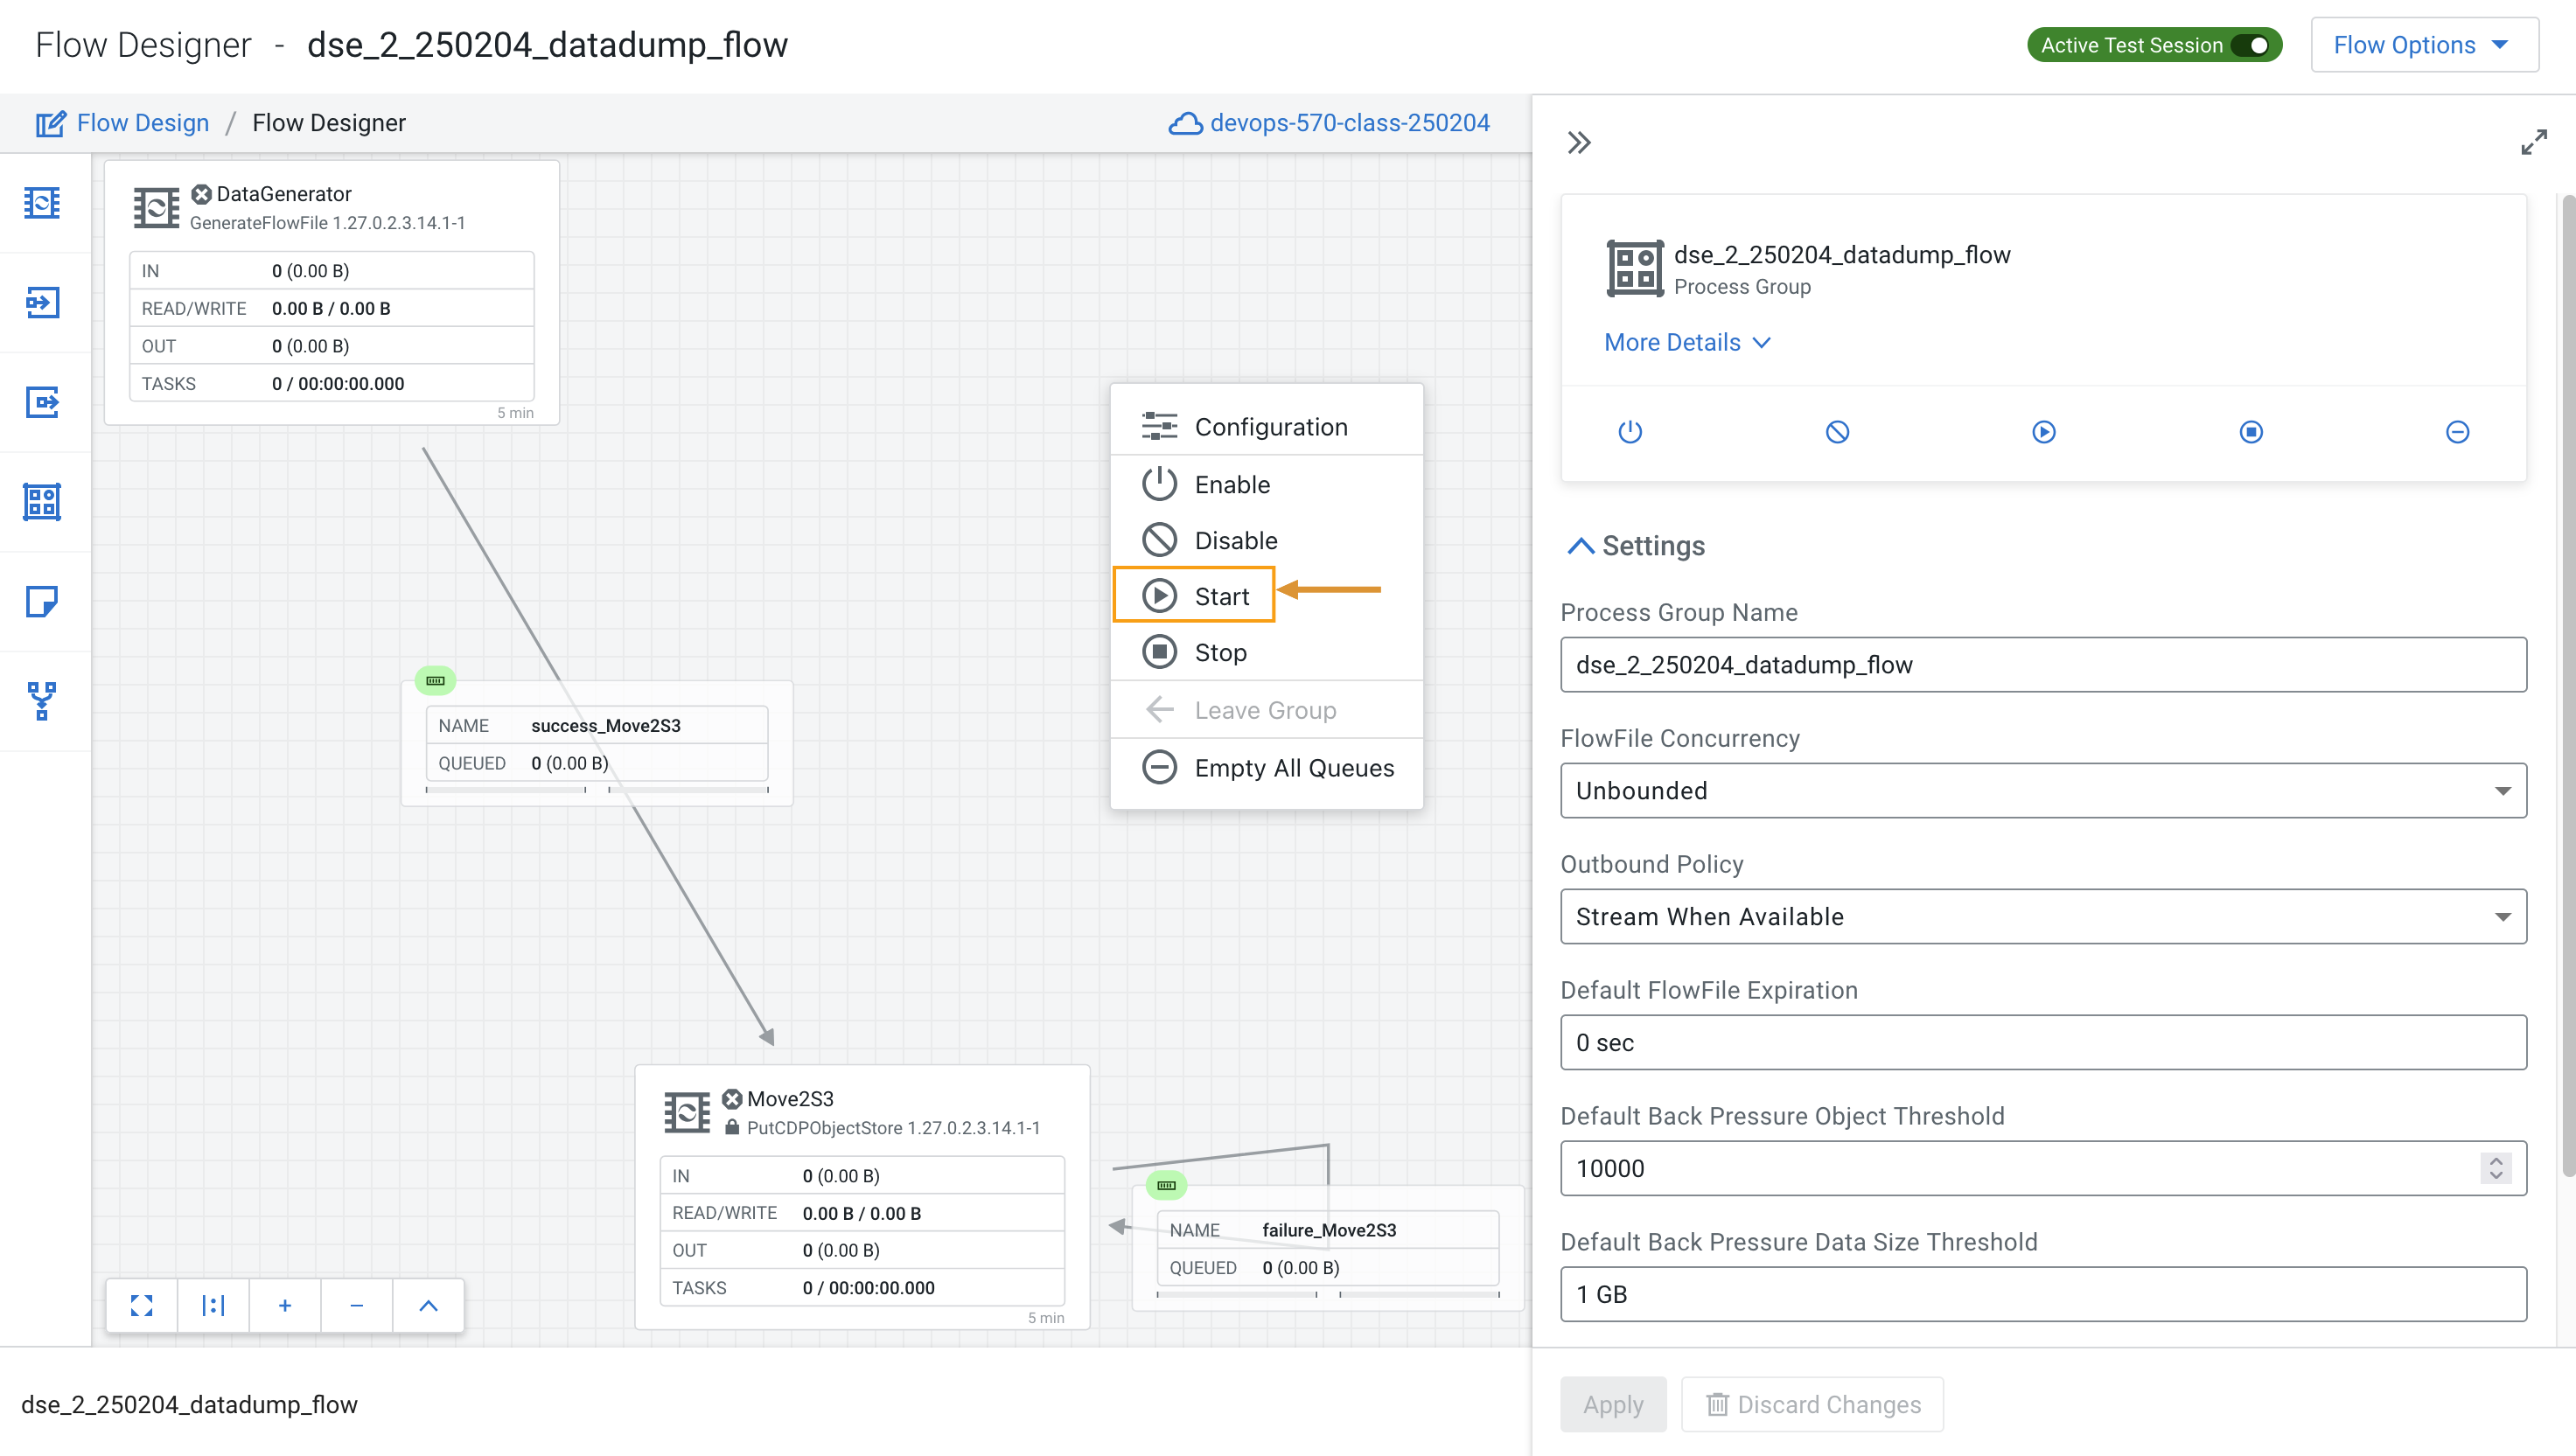 Flow Designer - dse_2_250204_datadump_flow
Active Test Session
Flow Options
Flow Design / Flow Designer
devops-570-class-250204
DataGenerator
GenerateFlowFile 1.27.0.2.3.14.1-1
IN 0 (0.00 B)
READ/WRITE 0.00 B / 0.00 B
OUT 0 (0.00 B)
TASKS 0 / 00:00:00.000
5 min
NAME success_Move2S3
QUEUED 0 (0.00 B)
Configuration
Enable
Disable
Start
Stop
Leave Group
Empty All Queues
Move2S3
PutCDPObjectStore 1.27.0.2.3.14.1-1
IN 0 (0.00 B)
READ/WRITE 0.00 B / 0.00 B
OUT 0 (0.00 B)
TASKS 0 / 00:00:00.000
5 min
NAME failure_Move2S3
QUEUED 0 (0.00 B)
dse_2_250204_datadump_flow
dse_2_250204_datadump_flow
Process Group
More Details
Settings
Process Group Name
dse_2_250204_datadump_flow
FlowFile Concurrency
Unbounded
Outbound Policy
Stream When Available
Default FlowFile Expiration
0 sec
Default Back Pressure Object Threshold
10000
Default Back Pressure Data Size Threshold
1 GB
Apply
Discard Changes